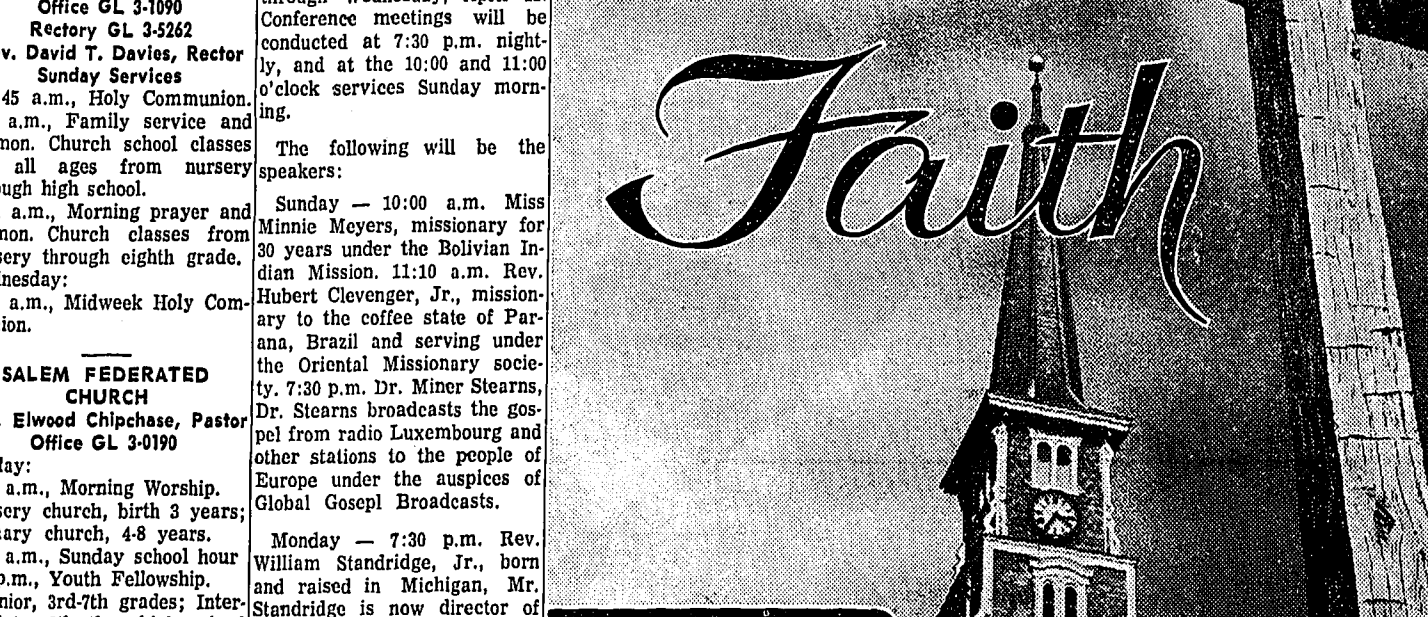 Office GL 3-1090
Rectory GL 3-5262
v. David T. Davies, Rector
Sunday Services
45 a.m., Holy Communion.
a.m., Family service and
mon. Church school classes
all ages from nursery
ough high school.
a.m., Morning prayer and
mon. Church classes from
sery through eighth grade.
nesday:
a.m., Midweek Holy Com-
ion.
SALEM FEDERATED
CHURCH
. Elwood Chipchase, Pastor
Office GL 3-0190
ay:
a.m., Morning Worship.
sery church, birth 3 years;
ary church, 4-8 years.
a.m., Sunday school hour
p.m., Youth Fellowship.
nior, 3rd-7th grades; Inter-
Conference meetings will be
conducted at 7:30 p.m. night-
ly, and at the 10:00 and 11:00
o'clock services Sunday morn-
ing.
The following will be the
speakers:
Sunday — 10:00 a.m. Miss
Minnie Meyers, missionary for
30 years under the Bolivian In-
dian Mission. 11:10 a.m. Rev.
Hubert Clevenger, Jr., mission-
ary to the coffee state of Par-
ana, Brazil and serving under
the Oriental Missionary socie-
ty. 7:30 p.m. Dr. Miner Stearns,
Dr. Stearns broadcasts the gos-
pel from radio Luxembourg and
other stations to the people of
Europe under the auspices of
Global Gosepl Broadcasts.
Monday — 7:30 p.m. Rev.
William Standridge, Jr., born
and raised in Michigan, Mr.
Standridge is now director of
Faith